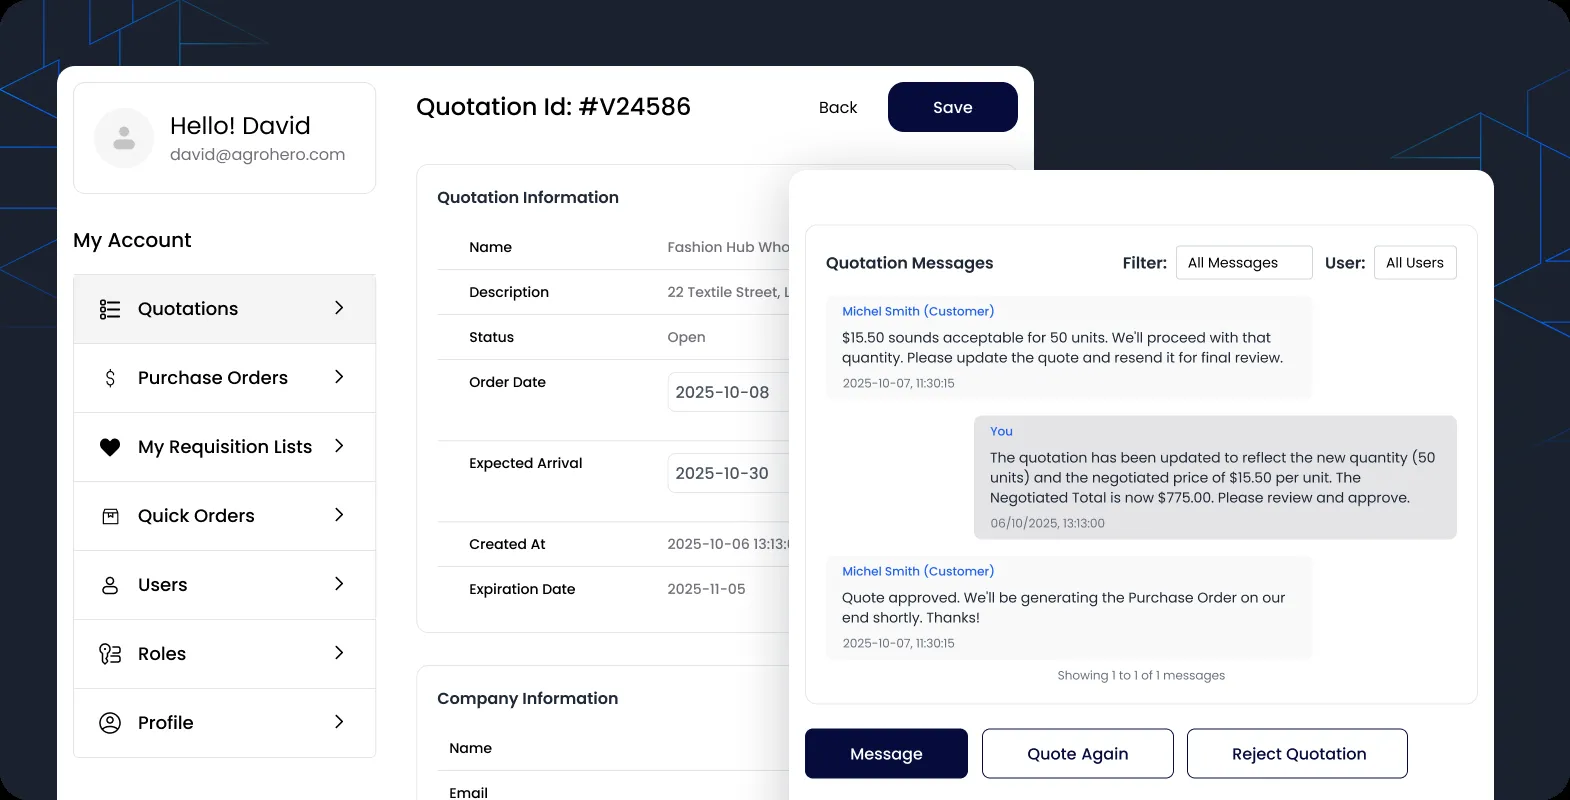 Hello! David
david@agrohero.com
My Account
Quotations
Purchase Orders
My Requisition Lists
Quick Orders
Users
Roles
Profile
Quotation Id: #V24586
Back
Save
Quotation Information
Name
Fashion Hub Who
Description
22 Textile Street, L
Status
Open
Order Date
2025-10-08
Expected Arrival
2025-10-30
Created At
2025-10-06 13:13:
Expiration Date
2025-11-05
Company Information
Name
Email
Quotation Messages
Filter:
All Messages
User:
All Users
Michel Smith (Customer)
$15.50 sounds acceptable for 50 units. We'll proceed with that
quantity. Please update the quote and resend it for final review.
2025-10-07, 11:30:15
You
The quotation has been updated to reflect the new quantity (50
units) and the negotiated price of $15.50 per unit. The
Negotiated Total is now $775.00. Please review and approve.
06/10/2025, 13:13:00
Michel Smith (Customer)
Quote approved. We'll be generating the Purchase Order on our
end shortly. Thanks!
2025-10-07, 11:30:15
Showing 1 to 1 of 1 messages
Message
Quote Again
Reject Quotation